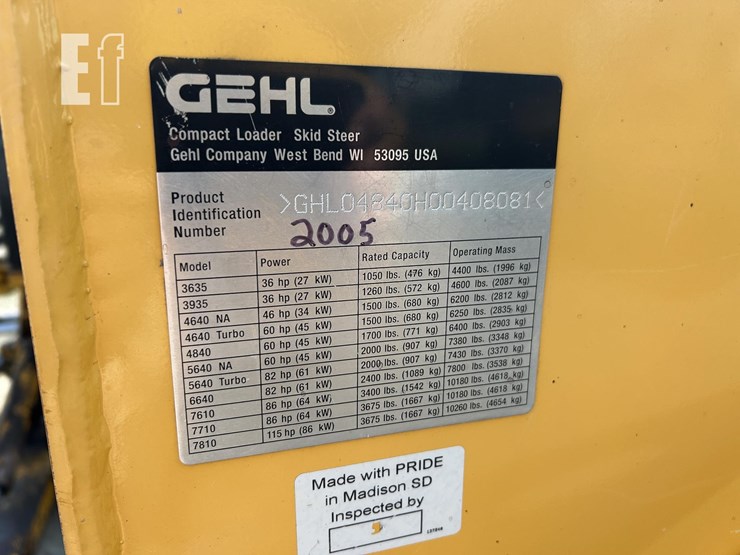 Ef
GEHL®
Compact Loader Skid Steer
Gehl Company West Bend WI 53095 USA
Product Identification Number
>GHL04840H00408081<
2005
Model Power Rated Capacity Operating Mass
3635 36 hp (27 kW) 1050 lbs. (476 kg) 4400 lbs. (1996 kg)
3935 36 hp (27 kW) 1260 lbs. (572 kg) 4600 lbs. (2087 kg)
4640 NA 46 hp (34 kW) 1500 lbs. (680 kg) 6200 lbs. (2812 kg)
4640 Turbo 60 hp (45 kW) 1500 lbs. (680 kg) 6250 lbs. (2835 kg)
4840 60 hp (45 kW) 1700 lbs. (771 kg) 6400 lbs. (2903 kg)
5640 NA 60 hp (45 kW) 2000 lbs. (907 kg) 7380 lbs. (3348 kg)
5640 Turbo 82 hp (61 kW) 2000 lbs. (907 kg) 7430 lbs. (3370 kg)
6640 82 hp (61 kW) 2400 lbs. (1089 kg) 7800 lbs. (3538 kg)
7610 86 hp (64 kW) 3400 lbs. (1542 kg) 10180 lbs. (4618 kg)
7710 86 hp (64 kW) 3675 lbs. (1667 kg) 10180 lbs. (4618 kg)
7810 115 hp (86 kW) 3675 lbs. (1667 kg) 10260 lbs. (4654 kg)
Made with PRIDE
in Madison SD
Inspected by